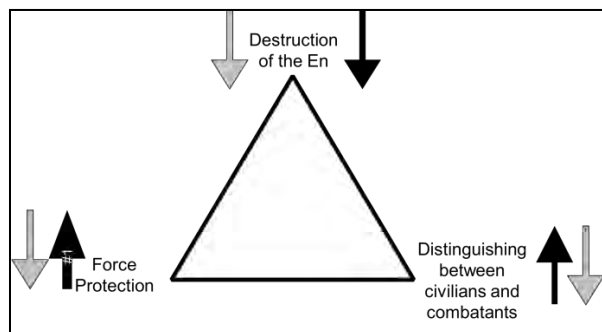 Destruction
of the En
Force
Protection
Distinguishing
between
civilians and
combatants